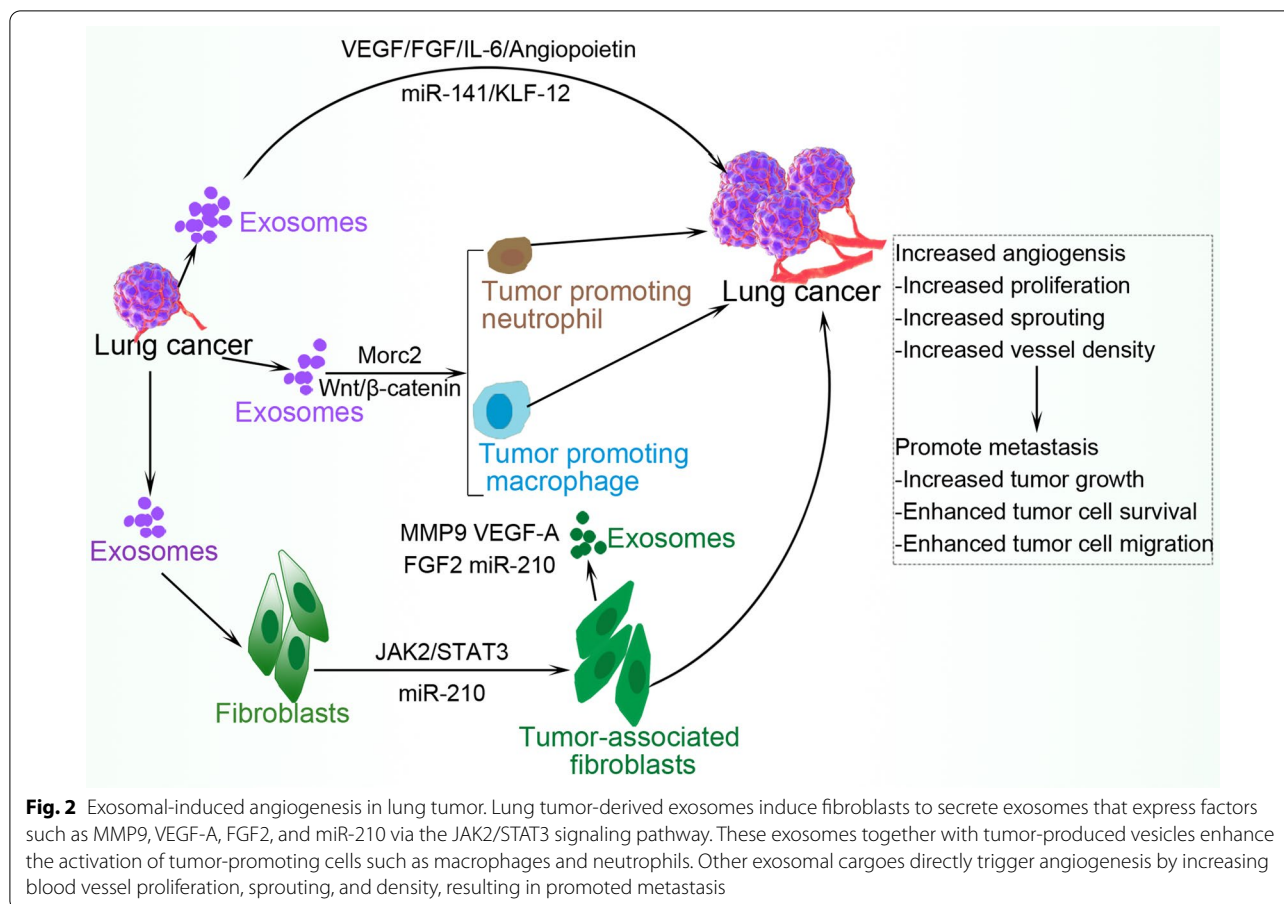 VEGF/FGF/IL-6/Angiopoietin
miR-141/KLF-12
Exosomes
Lung cancer
Exosomes
Morc2
Wnt/β-catenin
Tumor promoting
neutrophil
Tumor promoting
macrophage
Lung cancer
Increased angiogensis
-Increased proliferation
-Increased sprouting
-Increased vessel density
Promote metastasis
-Increased tumor growth
-Enhanced tumor cell survival
-Enhanced tumor cell migration
Exosomes
MMP9 VEGF-A
FGF2 miR-210
Exosomes
Fibroblasts
JAK2/STAT3
miR-210
Tumor-associated
fibroblasts
Fig. 2 Exosomal-induced angiogenesis in lung tumor. Lung tumor-derived exosomes induce fibroblasts to secrete exosomes that express factors
such as MMP9, VEGF-A, FGF2, and miR-210 via the JAK2/STAT3 signaling pathway. These exosomes together with tumor-produced vesicles enhance
the activation of tumor-promoting cells such as macrophages and neutrophils. Other exosomal cargoes directly trigger angiogenesis by increasing
blood vessel proliferation, sprouting, and density, resulting in promoted metastasis